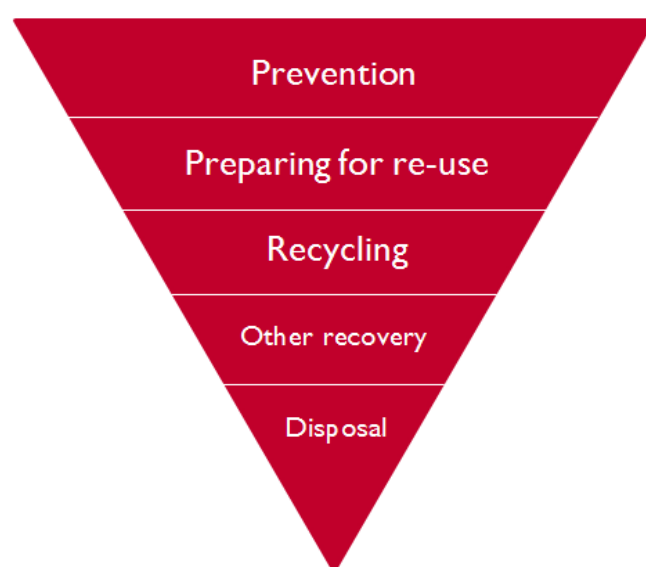 Prevention
Preparing for re-use
Recycling
Other recovery
Disposal